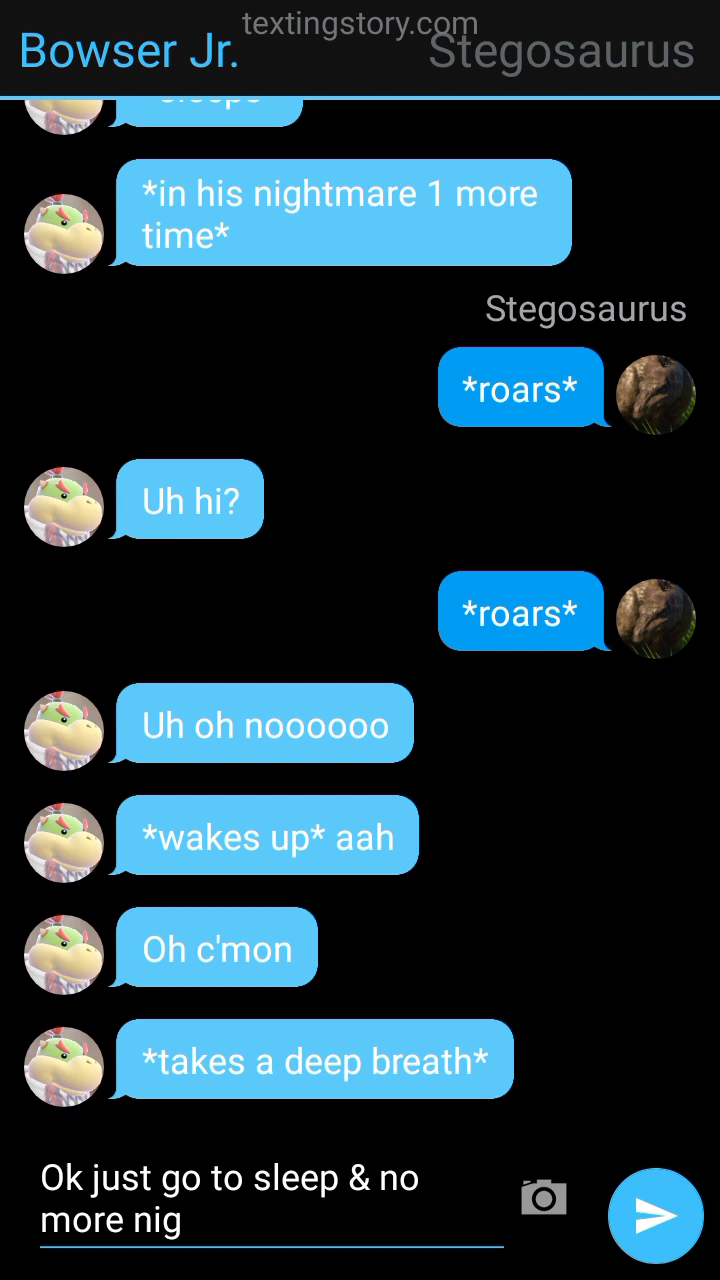 textingstory.com
Bowser Jr.
Stegosaurus
*in his nightmare 1 more
time*
Stegosaurus
*roars*
Uh hi?
*roars*
Uh oh noooooo
*wakes up* aah
Oh c'mon
*takes a deep breath*
Ok just go to sleep & no
more nig